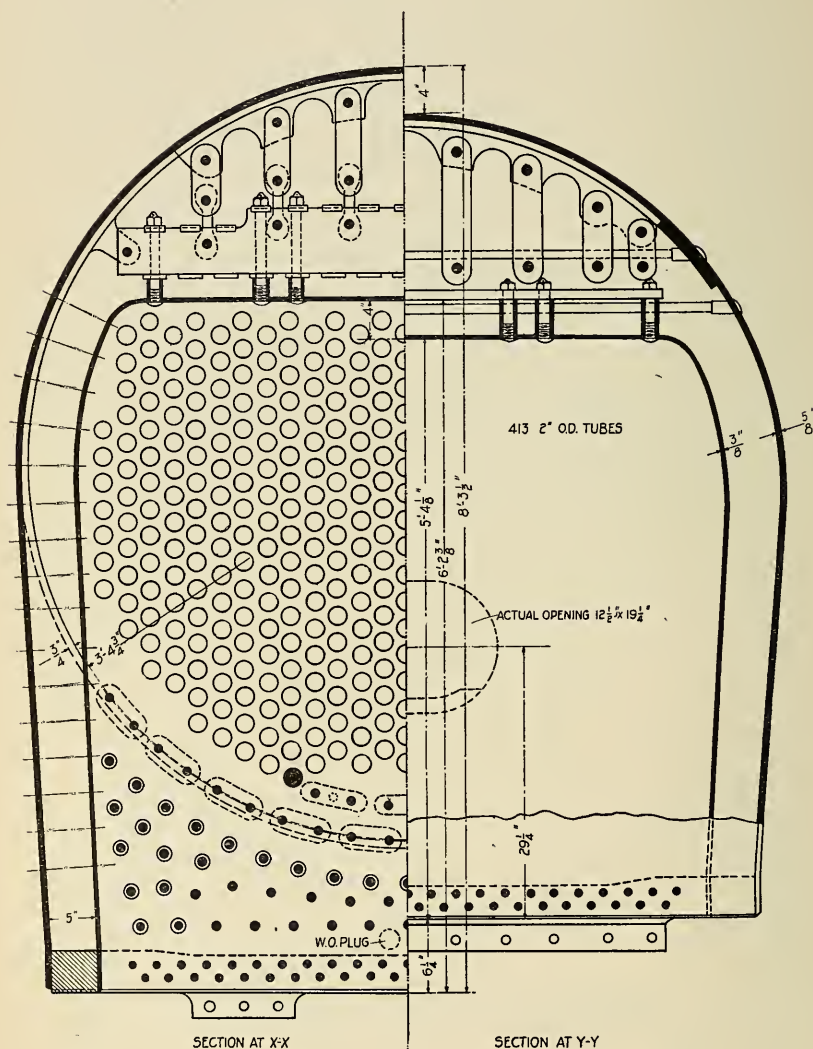 4"
4"
413 2" O.D. TUBES
5/8"
3/8"
5'-4 1/8"
6'-2 3/8"
8'-3 1/2"
ACTUAL OPENING 12 1/2" X 19 1/4"
3/4"
3'-4 3/4"
29 1/4"
5"
W.O. PLUG
6 1/4"
SECTION AT X-X
SECTION AT Y-Y